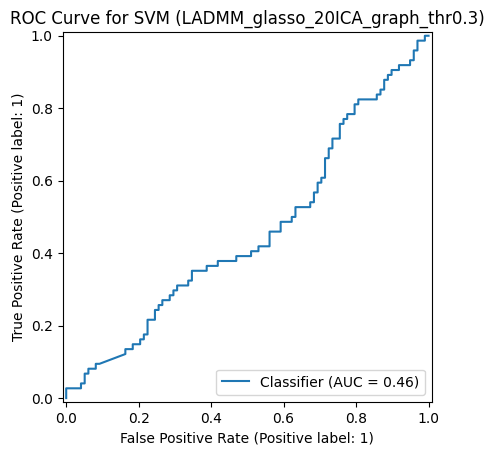 ROC Curve for SVM (LADMM_glasso_20ICA_graph_thr0.3)
1.0
0.8
0.6
0.4
0.2
0.0
True Positive Rate (Positive label: 1)
Classifier (AUC = 0.46)
0.0 0.2 0.4 0.6 0.8 1.0
False Positive Rate (Positive label: 1)